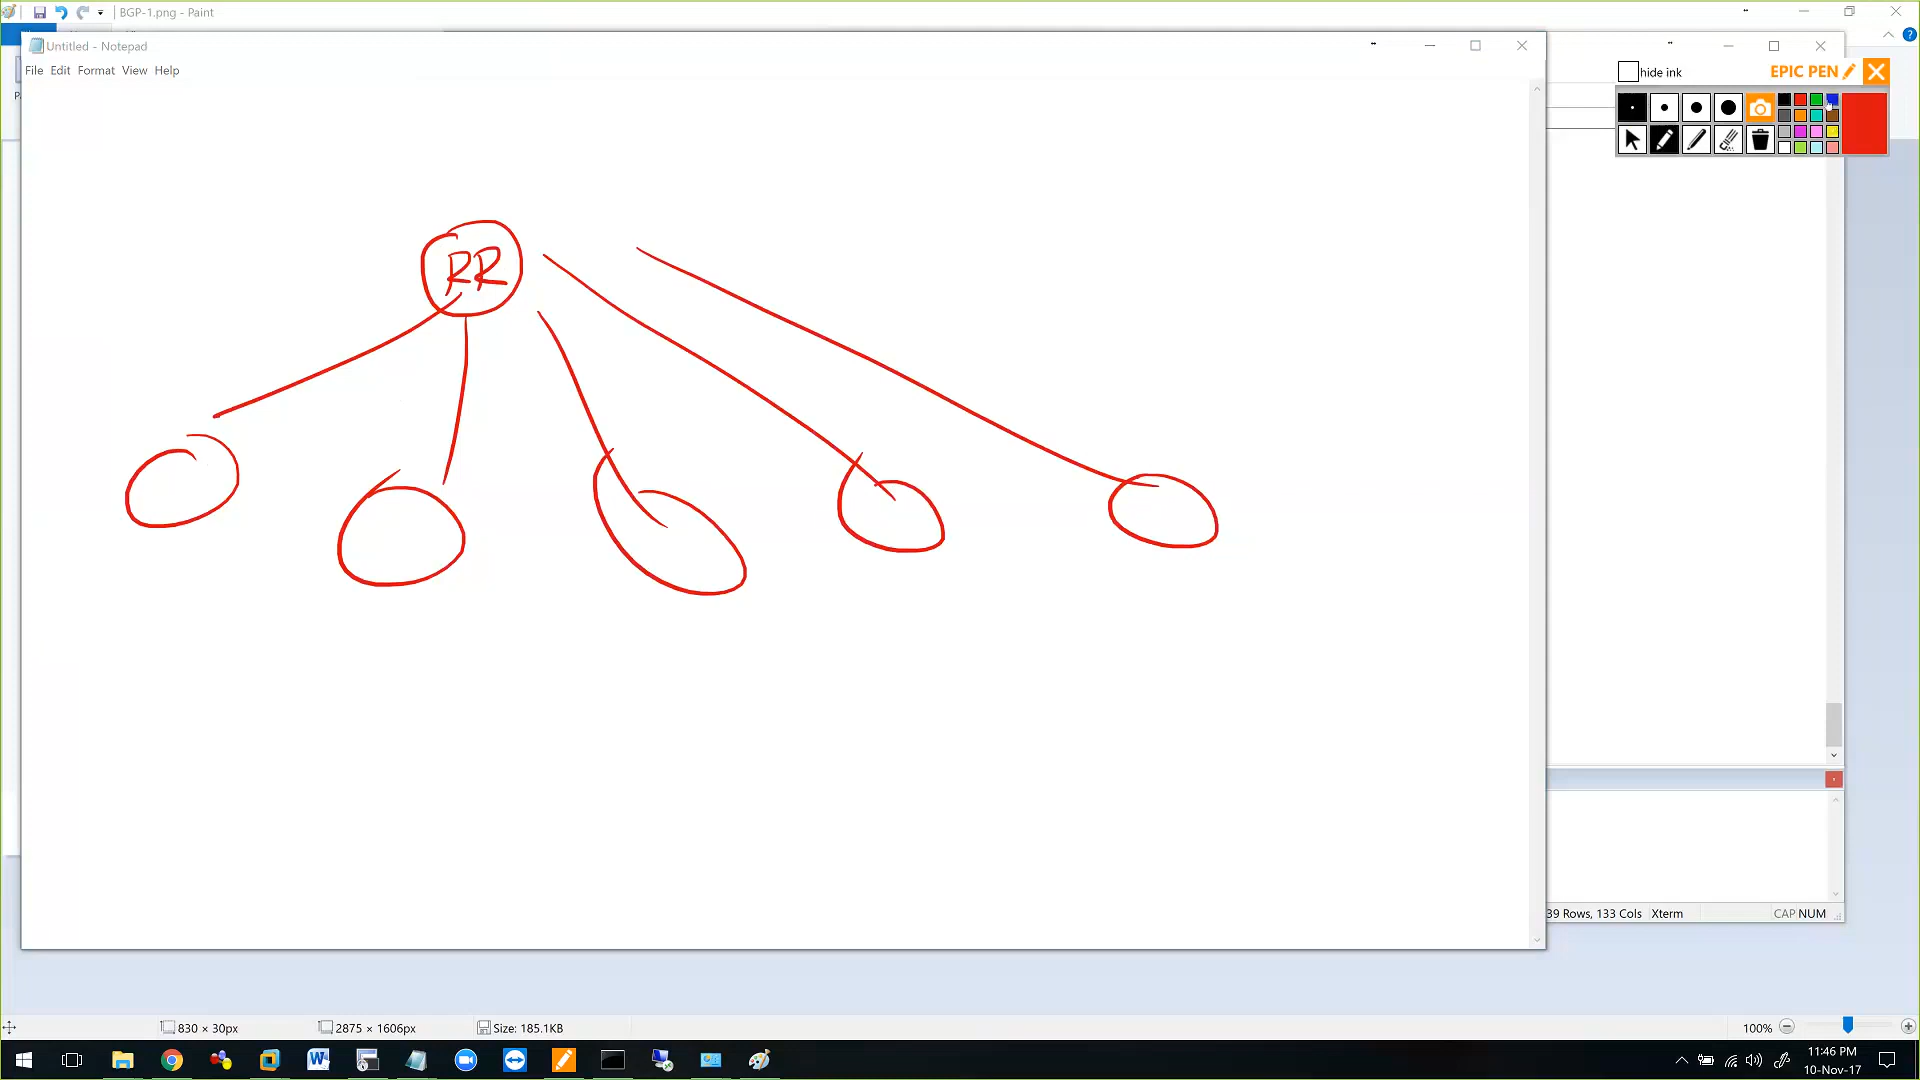 BGP-1.png - Paint
Untitled - Notepad
File Edit Format View Help
hide ink
EPIC PEN
RR
39 Rows, 133 Cols Xterm CAP NUM
830 × 30px 2875 × 1606px Size: 185.1KB 100%
11:46 PM
10-Nov-17